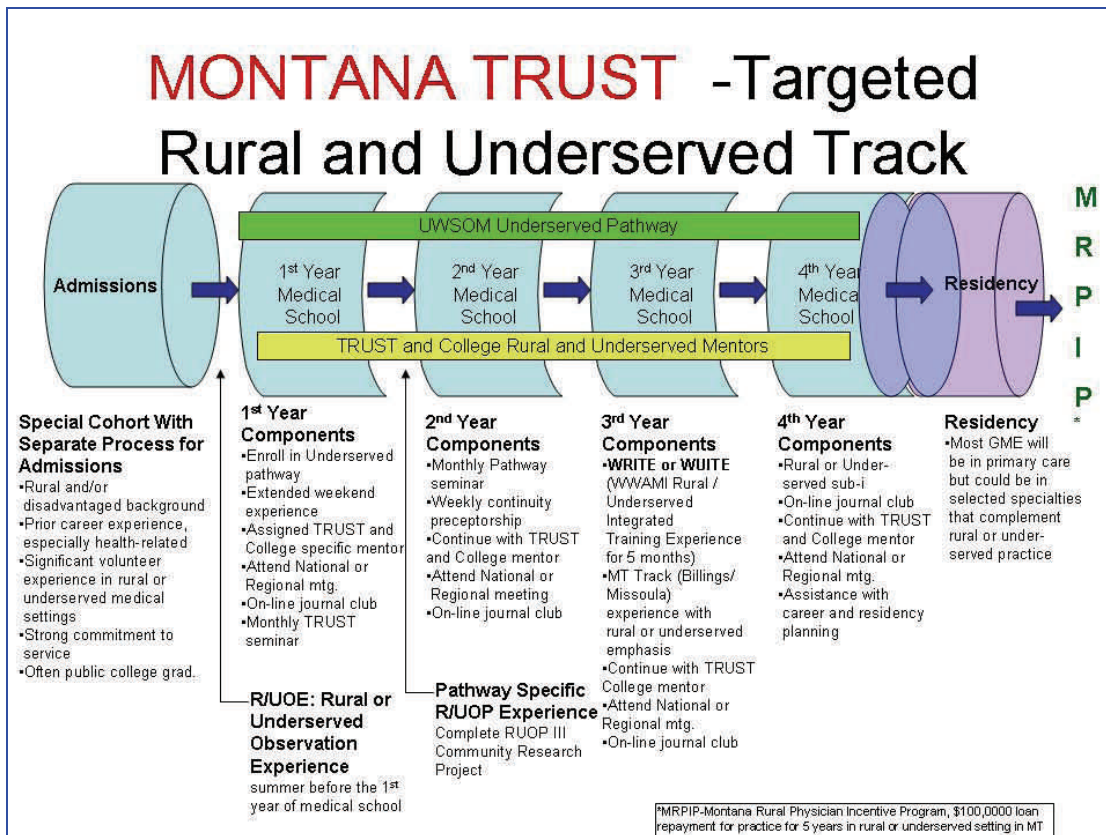 MONTANA TRUST -Targeted
Rural and Underserved Track
UWSOM Underserved Pathway
Admissions
1st Year
Medical
School
2nd Year
Medical
School
3rd Year
Medical
School
4th Year
Medica
School
Residency
M
R
P
I
P
*
TRUST and College Rural and Underserved Mentors
Special Cohort With
Separate Process for
Admissions
•Rural and/or
disadvantaged background
•Prior career experience,
especially health-related
•Significant volunteer
experience in rural or
underserved medical
settings
•Strong commitment to
service
•Often public college grad.
1st Year
Components
•Enroll in Underserved
pathway
•Extended weekend
experience
•Assigned TRUST and
College specific mentor
•Attend National or
Regional mtg.
•On-line journal club
•Monthly TRUST
seminar
R/UOE: Rural or
Underserved
Observation
Experience
summer before the 1st
year of medical school
2nd Year
Components
•Monthly Pathway
seminar
•Weekly continuity
preceptorship
•Continue with TRUST
and College mentor
•Attend National or
Regional meeting
•On-line journal club
Pathway Specific
R/UOP Experience
Complete RUOP III
Community Research
Project
3rd Year
Components
•WRITE or WUITE
(WWAMI Rural /
Underserved
Integrated
Training Experience
for 5 months)
•MT Track (Billings/
Missoula)
experience with
rural or underserved
emphasis
•Continue with TRUST
College mentor
•Attend National or
Regional mtg.
•On-line journal club
4th Year
Components
•Rural or Under-
served sub-i
•On-line journal club
•Continue with TRUST
and College mentor
•Attend National or
Regional mtg.
•Assistance with
career and residency
planning
Residency
•Most GME will
be in primary care
but could be in
selected specialties
that complement
rural or under-
served practice
*MRPIP-Montana Rural Physician Incentive Program, $100,0000 loan
repayment for practice for 5 years in rural or underserved setting in MT